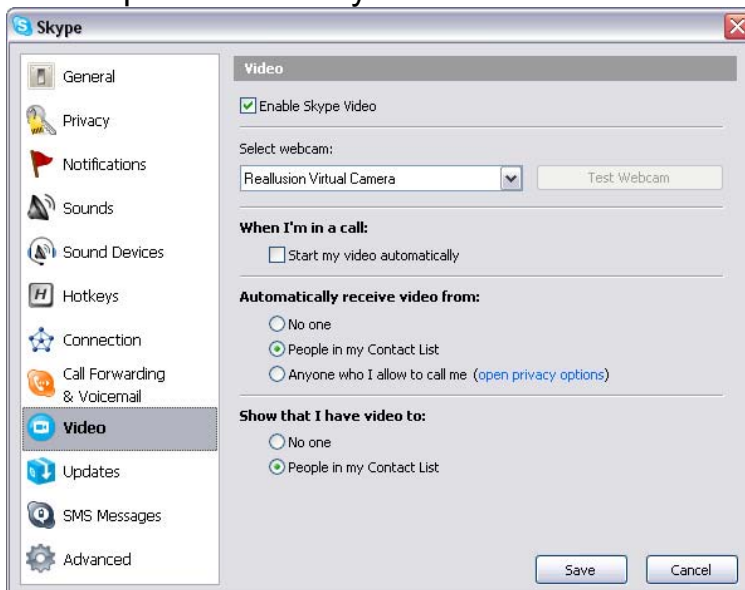 Skype
General
Privacy
Notifications
Sounds
Sound Devices
H Hotkeys
Connection
Call Forwarding
& Voicemail
Video
Updates
SMS Messages
Advanced
Video
Enable Skype Video
Select webcam:
Reallusion Virtual Camera
Test Webcam
When I'm in a call:
Start my video automatically
Automatically receive video from:
No one
People in my Contact List
Anyone who I allow to call me (open privacy options)
Show that I have video to:
No one
People in my Contact List
Save Cancel